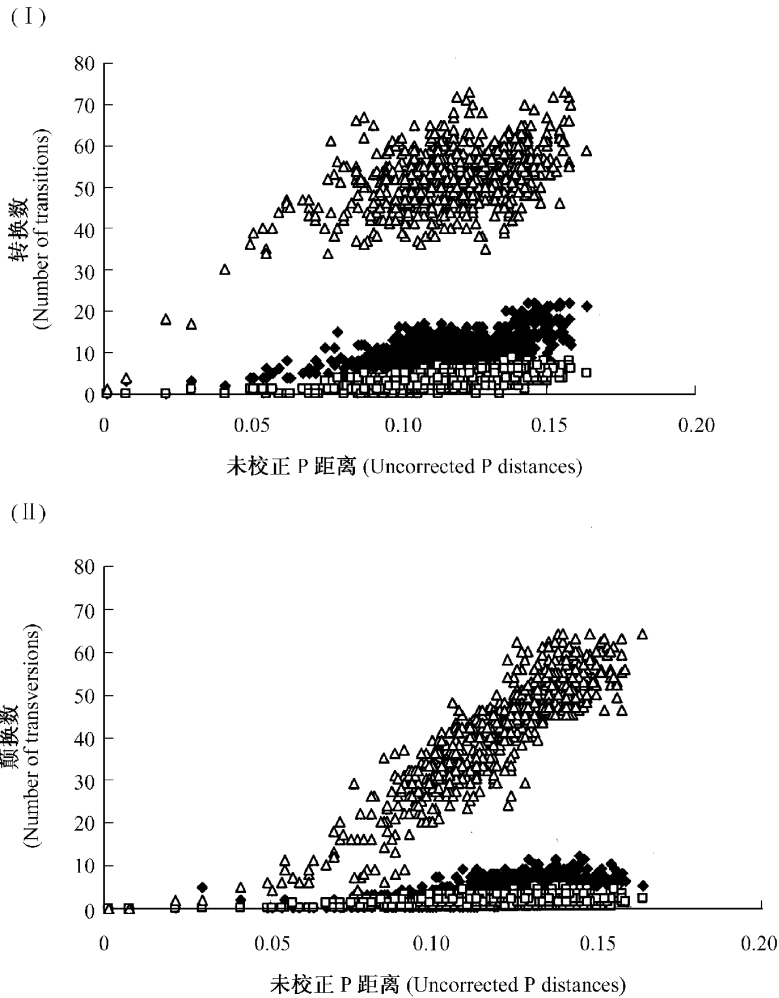 (Ⅰ)
80
70
60
50
40
30
20
10
0
转换数
(Number of transitions)
0 0.05 0.10 0.15 0.20
未校正 P 距离 (Uncorrected P distances)
(Ⅱ)
80
70
60
50
40
30
20
10
0
颠换数
(Number of transversions)
0 0.05 0.10 0.15 0.20
未校正 P 距离 (Uncorrected P distances)